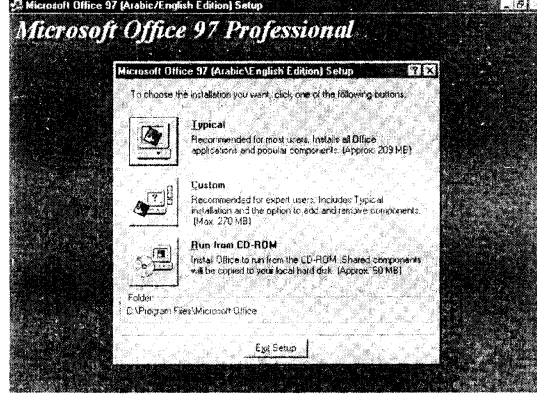 Microsoft Office 97 (Arabic/English Edition) Setup
Microsoft Office 97 Professional
Microsoft Office 97 (Arabic\English Edition) Setup
To choose the installation you want, click one of the following buttons.
Typical
Recommended for most users. Installs all Office
applications and popular components. (Approx. 209 MB)
Custom
Recommended for expert users. Includes Typical
installation and the option to add and remove components.
(Max. 270 MB)
Run from CD-ROM
Install Office to run from the CD-ROM. Shared components
will be copied to your local hard disk. (Approx. 50 MB)
Folder:
C:\Program Files\Microsoft Office
Exit Setup